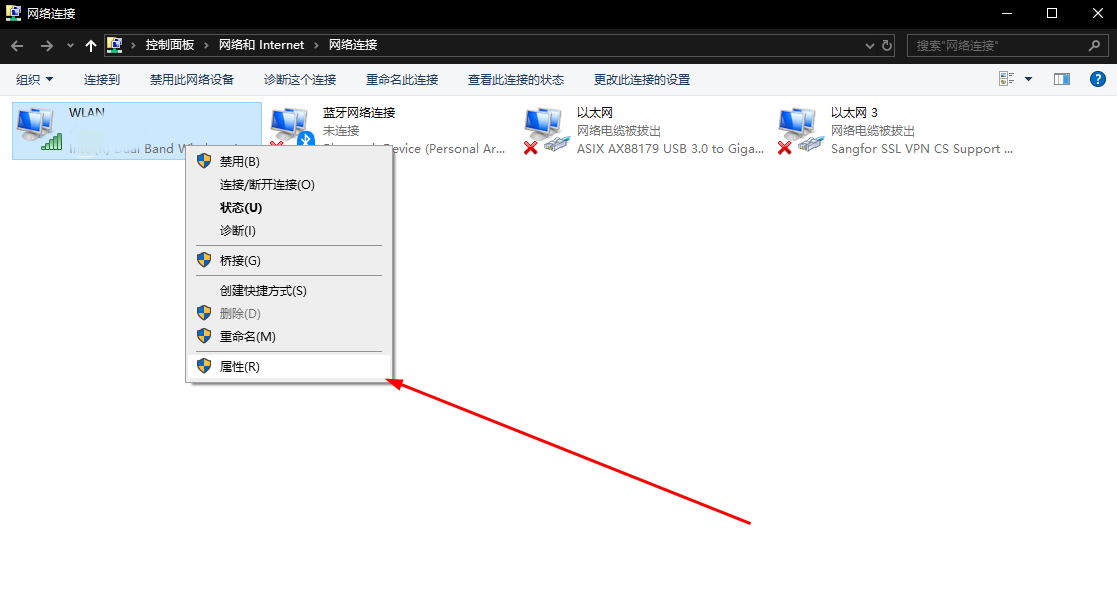 网络连接
控制面板 › 网络和 Internet › 网络连接
搜索"网络连接"
组织 连接到 禁用此网络设备 诊断这个连接 重命名此连接 查看此连接的状态 更改此连接的设置
WLAN
Dual Band
蓝牙网络连接
未连接
Device (Personal Ar...
以太网
网络电缆被拔出
ASIX AX88179 USB 3.0 to Giga...
以太网 3
网络电缆被拔出
Sangfor SSL VPN CS Support ...
禁用(B)
连接/断开连接(O)
状态(U)
诊断(I)
桥接(G)
创建快捷方式(S)
删除(D)
重命名(M)
属性(R)